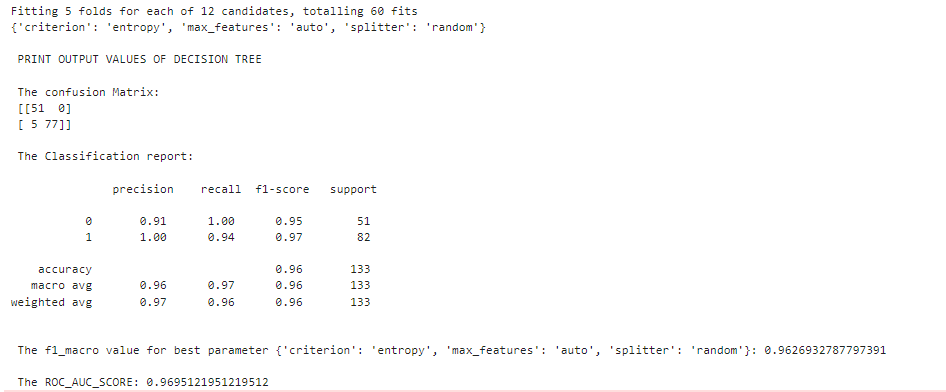 Fitting 5 folds for each of 12 candidates, totalling 60 fits
{'criterion': 'entropy', 'max_features': 'auto', 'splitter': 'random'}
PRINT OUTPUT VALUES OF DECISION TREE
The confusion Matrix:
[[51  0]
[ 5 77]]
The Classification report:
precision recall f1-score support
0 0.91 1.00 0.95 51
1 1.00 0.94 0.97 82
accuracy 0.96 133
macro avg 0.96 0.97 0.96 133
weighted avg 0.97 0.96 0.96 133
The f1_macro value for best parameter {'criterion': 'entropy', 'max_features': 'auto', 'splitter': 'random'}: 0.9626932787797391
The ROC_AUC_SCORE: 0.9695121951219512